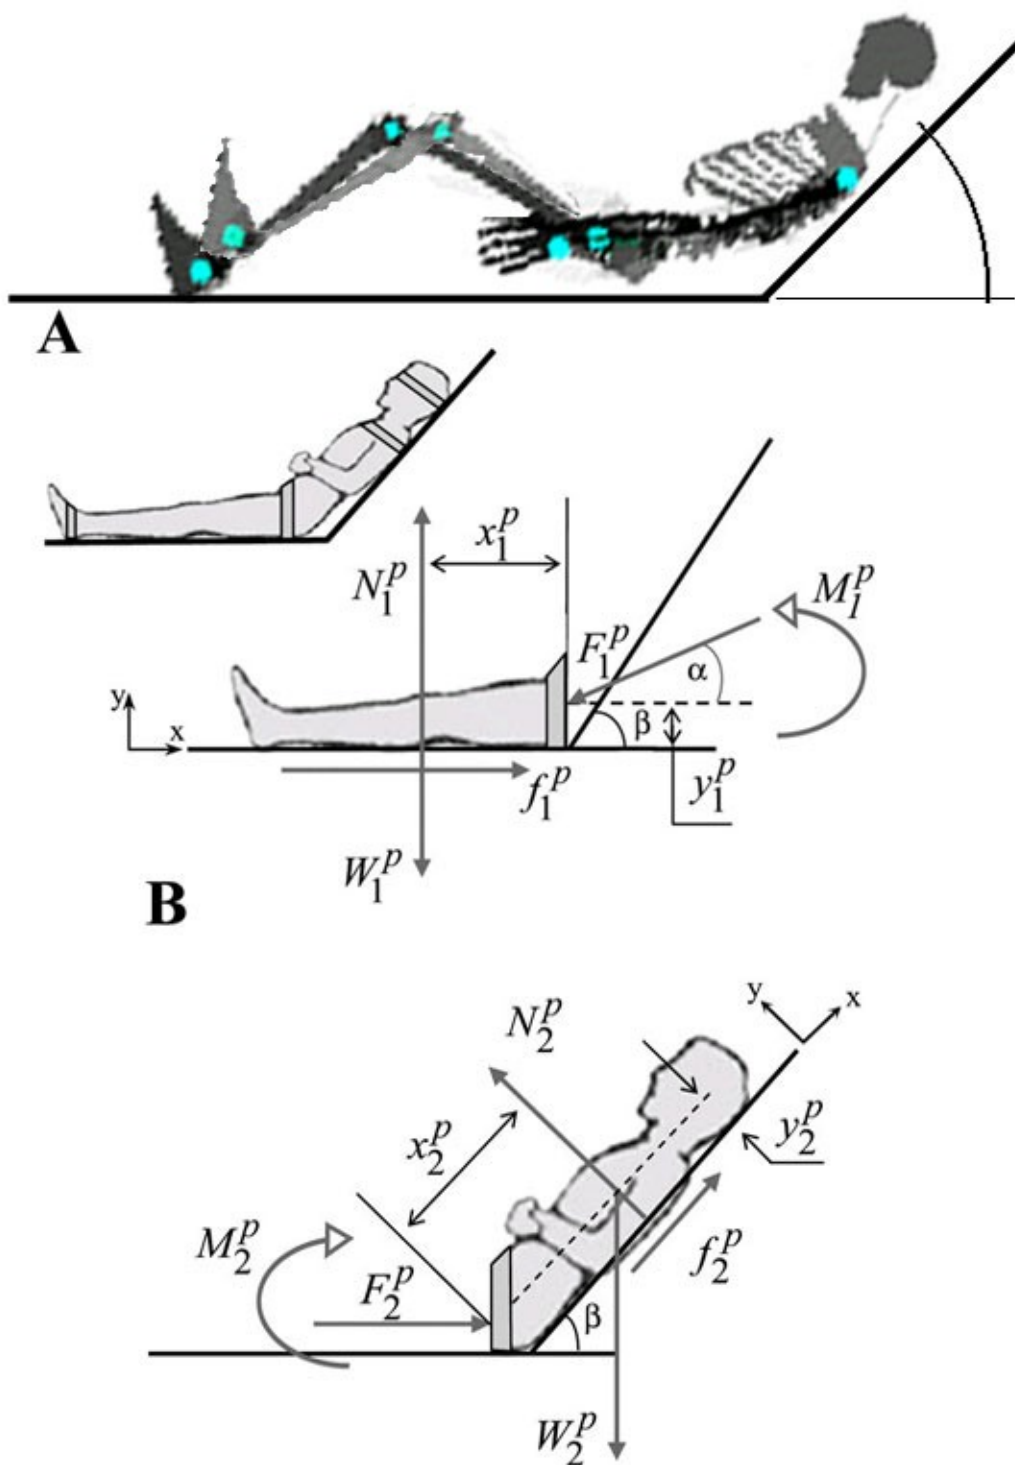 A
N₁ᵖ
x₁ᵖ
M₁ᵖ
F₁ᵖ
α
y
x
β
f₁ᵖ
y₁ᵖ
W₁ᵖ
B
y
x
N₂ᵖ
x₂ᵖ
y₂ᵖ
M₂ᵖ
F₂ᵖ
f₂ᵖ
β
W₂ᵖ